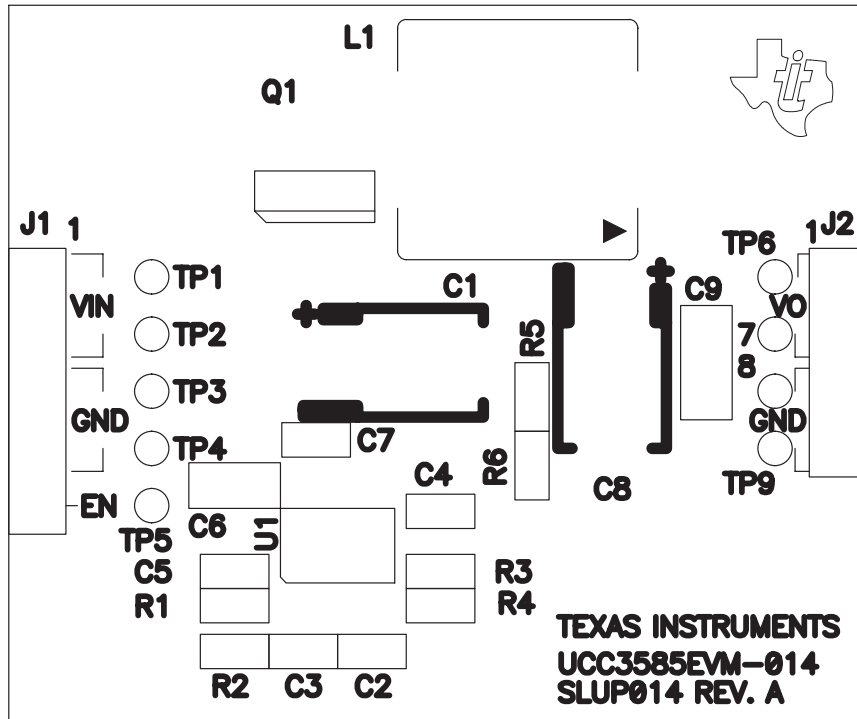 L1
Q1
J1
1
1
J2
TP6
TP1
C1
C9
VIN
VO
TP2
R5
7
8
TP3
GND
GND
C7
TP4
R6
C4
C8
TP9
EN
C6
U1
TP5
C5
R3
R1
R4
TEXAS INSTRUMENTS
UCC3585EVM-014
SLUP014 REV. A
R2
C3
C2